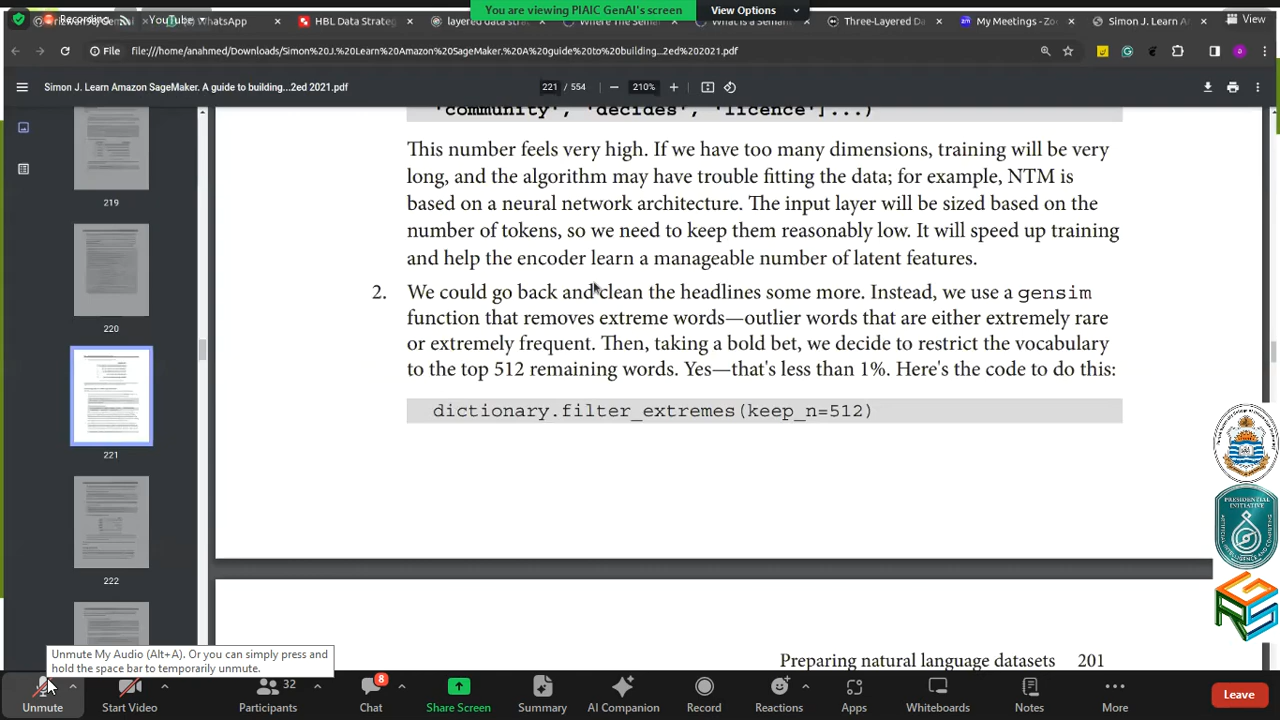 You are viewing PIAIC GenAI's screen
View Options
Recording
YouTube
WhatsApp
HBL Data Strateg
layered data stra
Where The Sema
What is a Seman
Three-Layered Da
My Meetings - Zo
Simon J. Learn A
View
File
file:///home/anahmed/Downloads/Simon%20J.%20Learn%20Amazon%20SageMaker.%20A%20guide%20to%20building...2ed%202021.pdf
Simon J. Learn Amazon SageMaker. A guide to building...2ed 2021.pdf
221 / 554
210%
'community', 'decides', 'licence']...)
This number feels very high. If we have too many dimensions, training will be very
long, and the algorithm may have trouble fitting the data; for example, NTM is
based on a neural network architecture. The input layer will be sized based on the
number of tokens, so we need to keep them reasonably low. It will speed up training
and help the encoder learn a manageable number of latent features.
2. We could go back and clean the headlines some more. Instead, we use a gensim
function that removes extreme words—outlier words that are either extremely rare
or extremely frequent. Then, taking a bold bet, we decide to restrict the vocabulary
to the top 512 remaining words. Yes—that's less than 1%. Here's the code to do this:
dictionary.filter_extremes(keep_n=512)
Preparing natural language datasets 201
219
220
221
222
Unmute My Audio (Alt+A). Or you can simply press and
hold the space bar to temporarily unmute.
Unmute
Start Video
32
Participants
8
Chat
Share Screen
Summary
AI Companion
Record
Reactions
Apps
Whiteboards
Notes
More
Leave